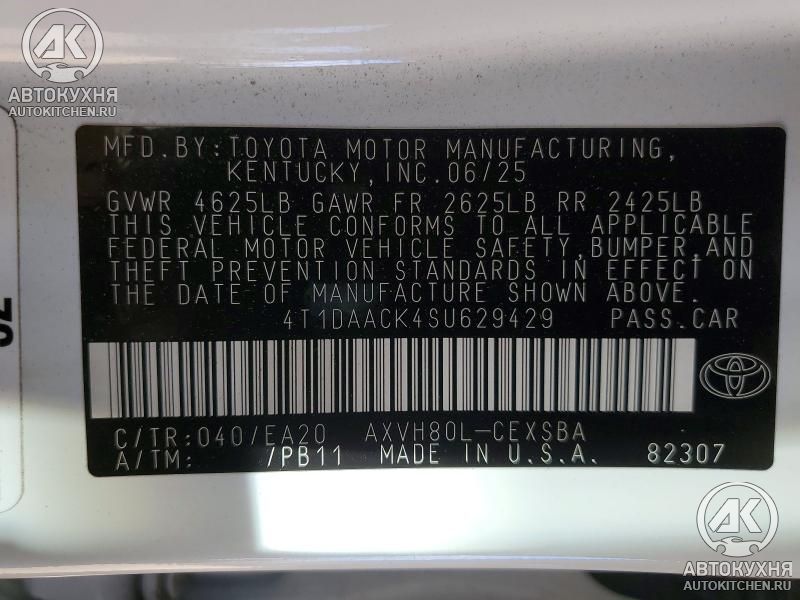 AK
АВТОКУХНЯ
AUTOKITCHEN.RU
MFD. BY: TOYOTA MOTOR MANUFACTURING,
KENTUCKY, INC. 06/25
GVWR 4625LB GAWR FR 2625LB RR 2425LB
THIS VEHICLE CONFORMS TO ALL APPLICABLE
FEDERAL MOTOR VEHICLE SAFETY, BUMPER, AND
THEFT PREVENTION STANDARDS IN EFFECT ON
THE DATE OF MANUFACTURE SHOWN ABOVE.
4T1DAACK4SU629429 PASS.CAR
C/TR: 040/EA20 AXVH80L-CEXSBA
A/TM: /PB11 MADE IN U.S.A. 82307
AK
АВТОКУХНЯ
AUTOKITCHEN.RU